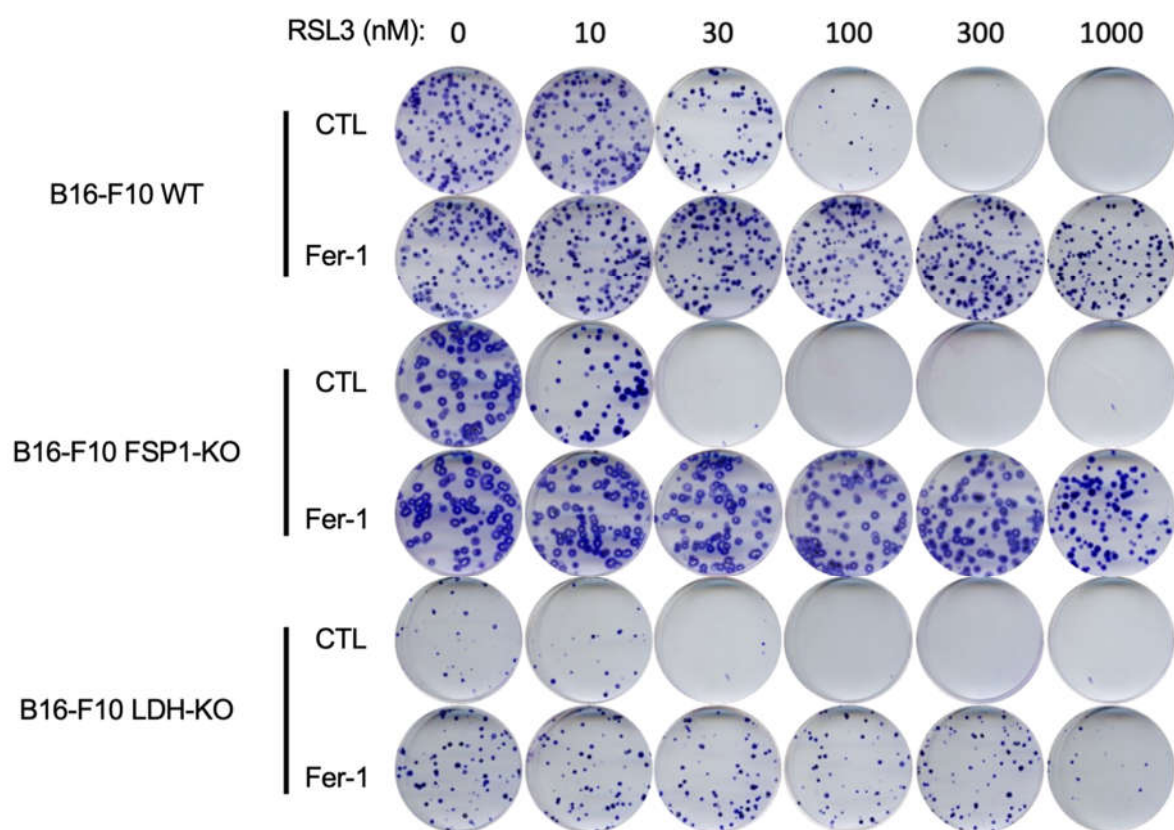 RSL3 (nM): 0 10 30 100 300 1000
CTL
B16-F10 WT
Fer-1
CTL
B16-F10 FSP1-KO
Fer-1
CTL
B16-F10 LDH-KO
Fer-1